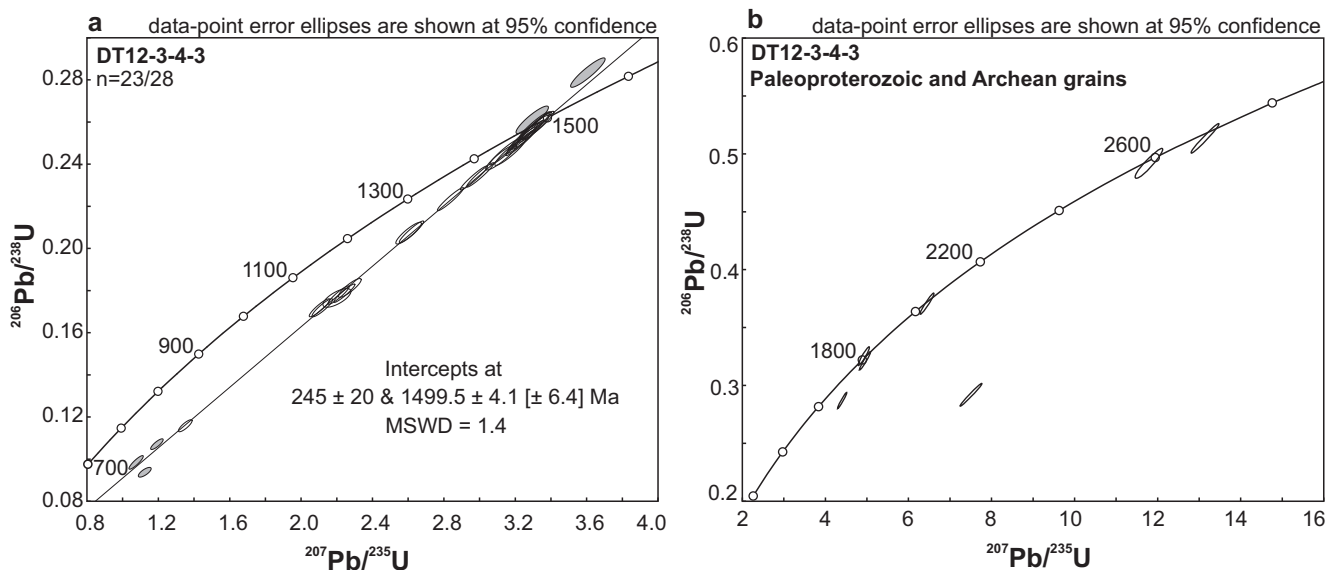 a
data-point error ellipses are shown at 95% confidence
DT12-3-4-3
n=23/28
0.28
0.24
0.20
0.16
0.12
0.08
²⁰⁶Pb/²³⁸U
1500
1300
1100
900
700
Intercepts at
245 ± 20 & 1499.5 ± 4.1 [± 6.4] Ma
MSWD = 1.4
0.8 1.2 1.6 2.0 2.4 2.8 3.2 3.6 4.0
²⁰⁷Pb/²³⁵U
b
data-point error ellipses are shown at 95% confidence
DT12-3-4-3
Paleoproterozoic and Archean grains
0.6
0.5
0.4
0.3
0.2
²⁰⁶Pb/²³⁸U
2600
2200
1800
2 4 6 8 10 12 14 16
²⁰⁷Pb/²³⁵U